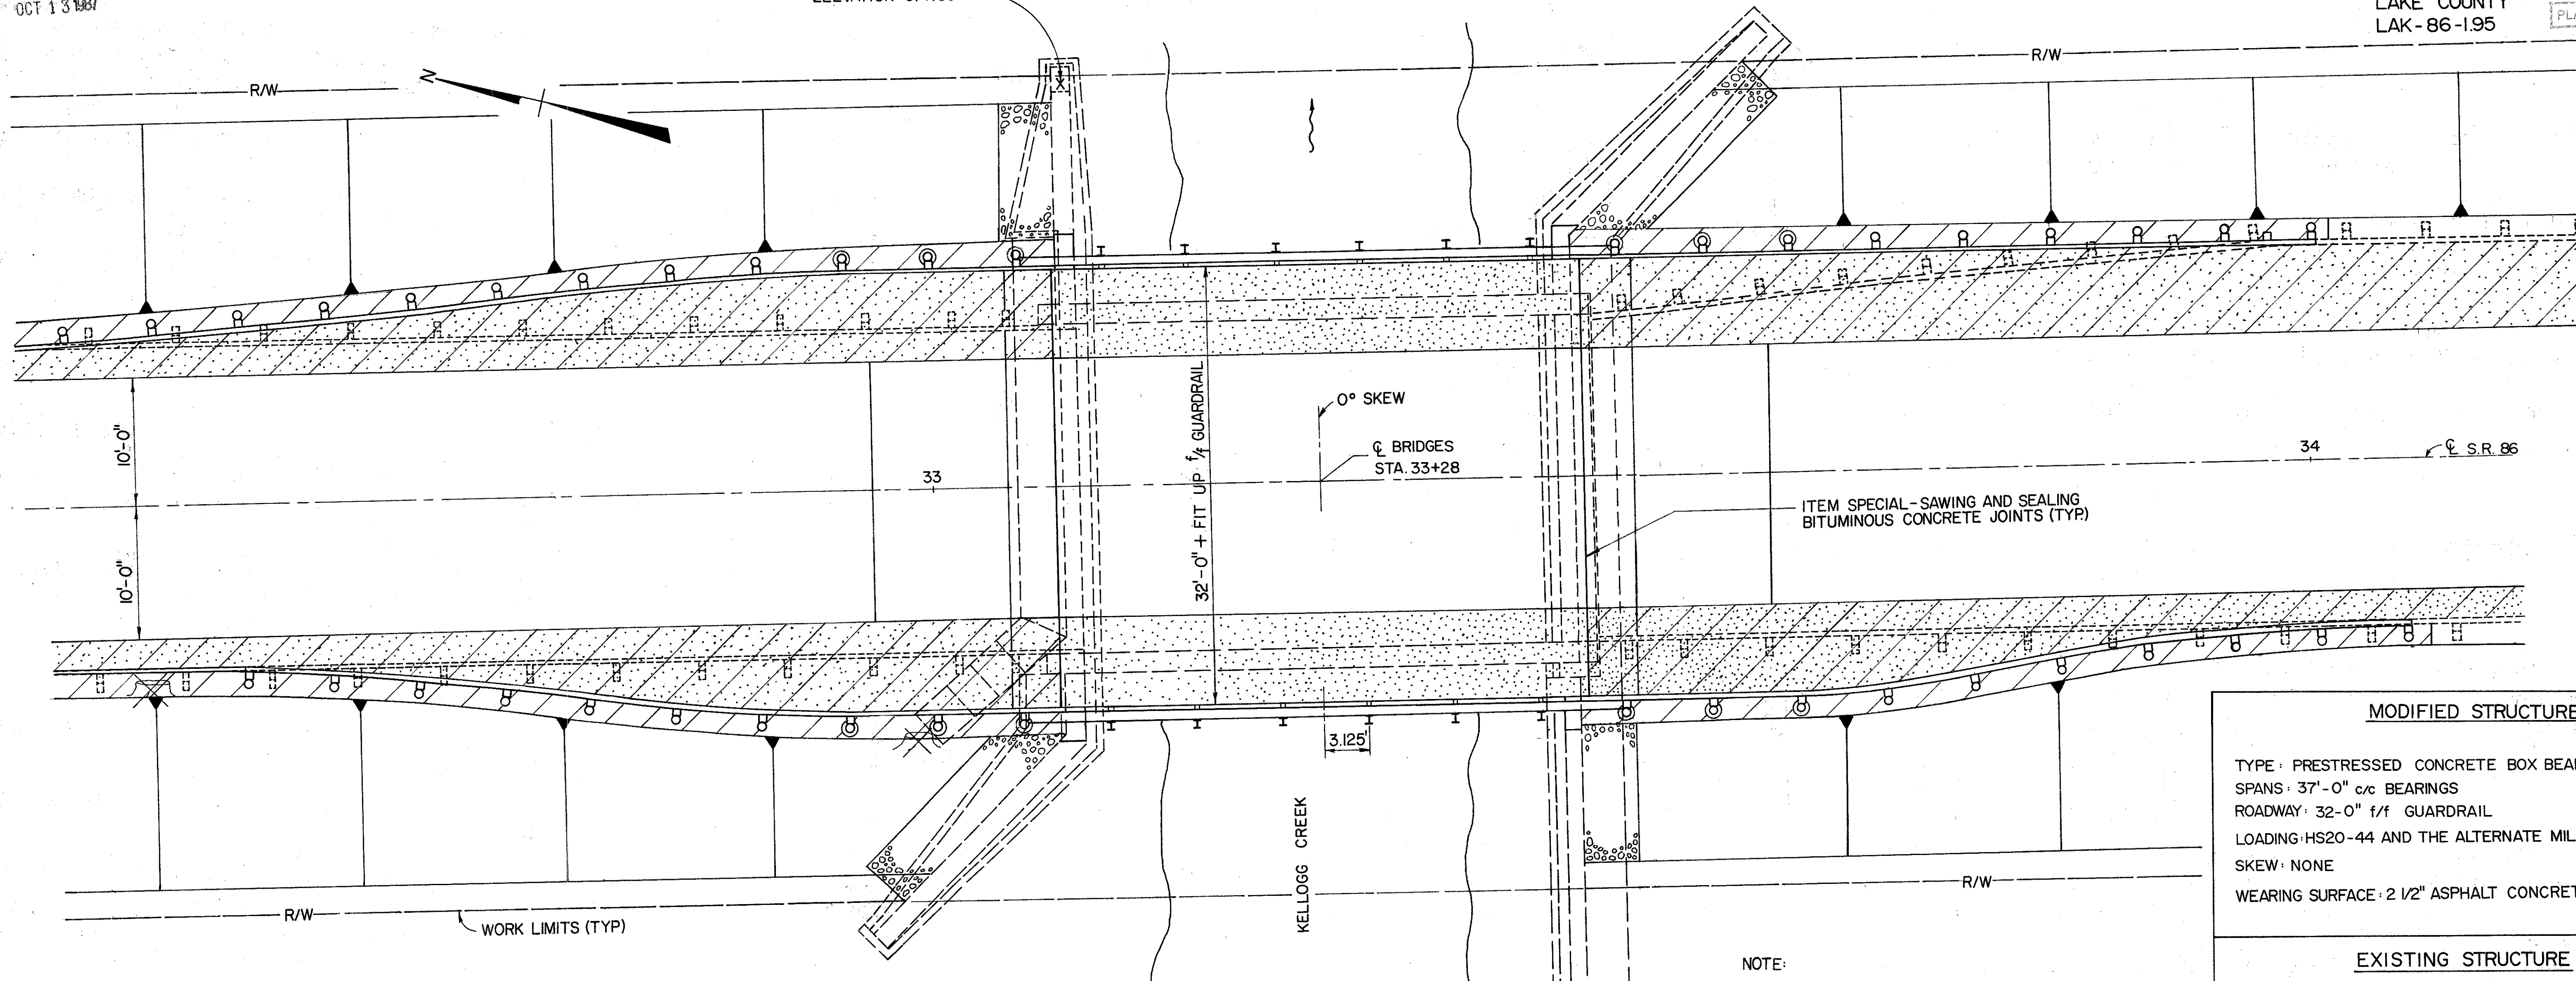 OCT 13 1987
LAKE COUNTY
LAK-86-1.95
R/W
R/W
N
10'-0"
10'-0"
33
32'-0" + FIT UP f/f GUARDRAIL
0° SKEW
℄ BRIDGES
STA. 33+28
34
℄ S.R. 86
ITEM SPECIAL-SAWING AND SEALING
BITUMINOUS CONCRETE JOINTS (TYP.)
3.125'
KELLOGG CREEK
R/W
WORK LIMITS (TYP)
R/W
NOTE:
MODIFIED STRUCTURE
TYPE: PRESTRESSED CONCRETE BOX BEA
SPANS: 37'-0" c/c BEARINGS
ROADWAY: 32-0" f/f GUARDRAIL
LOADING: HS20-44 AND THE ALTERNATE MIL
SKEW: NONE
WEARING SURFACE: 2 1/2" ASPHALT CONCRET
EXISTING STRUCTURE